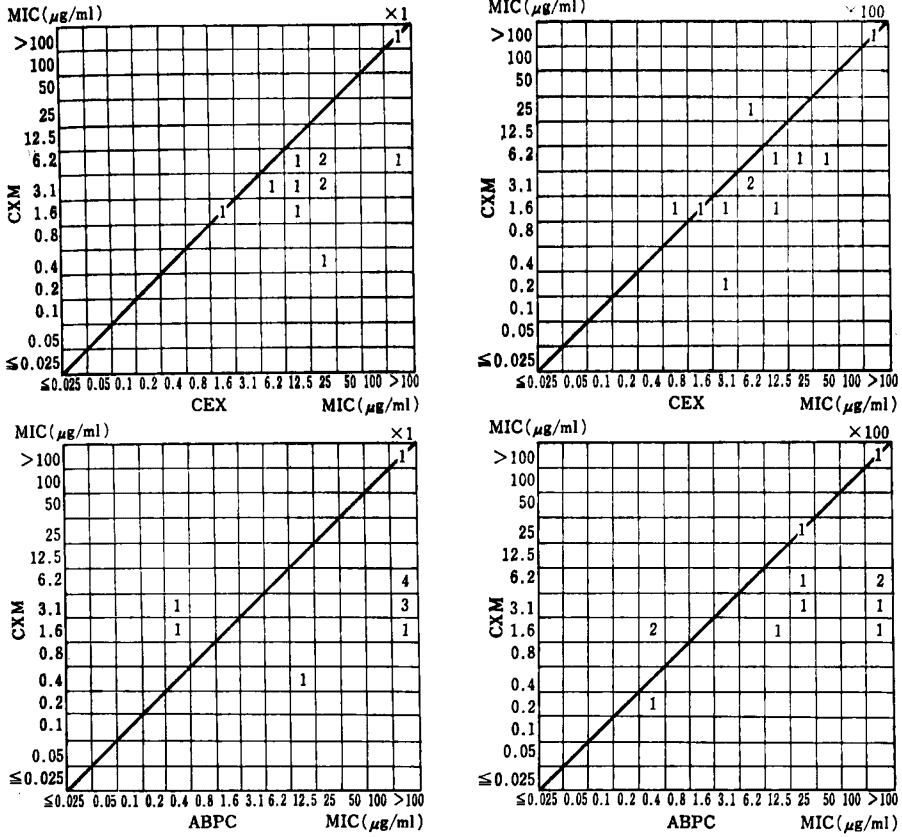 MIC(μg/ml) ×1
>100 1
100
50
25
12.5
6.2 1 2 1
3.1 1 1 2
1.6 1 1
0.8
0.4 1
0.2
0.1
0.05
≦0.025
CXM
≦0.025 0.05 0.1 0.2 0.4 0.8 1.6 3.1 6.2 12.5 25 50 100 >100
CEX MIC(μg/ml)
MIC(μg/ml) ×100
>100 1
100
50
25 1
12.5
6.2 1 1 1
3.1 2
1.6 1 1 1 1
0.8
0.4
0.2 1
0.1
0.05
≦0.025
CXM
≦0.025 0.05 0.1 0.2 0.4 0.8 1.6 3.1 6.2 12.5 25 50 100 >100
CEX MIC(μg/ml)
MIC(μg/ml) ×1
>100 1
100
50
25
12.5
6.2 4
3.1 1 3
1.6 1 1
0.8
0.4 1
0.2
0.1
0.05
≦0.025
CXM
≦0.025 0.05 0.1 0.2 0.4 0.8 1.6 3.1 6.2 12.5 25 50 100 >100
ABPC MIC(μg/ml)
MIC(μg/ml) ×100
>100 1
100
50
25 1
12.5
6.2 1 2
3.1 1 1
1.6 2 1 1
0.8
0.4
0.2 1
0.1
0.05
≦0.025
CXM
≦0.025 0.05 0.1 0.2 0.4 0.8 1.6 3.1 6.2 12.5 25 50 100 >100
ABPC MIC(μg/ml)